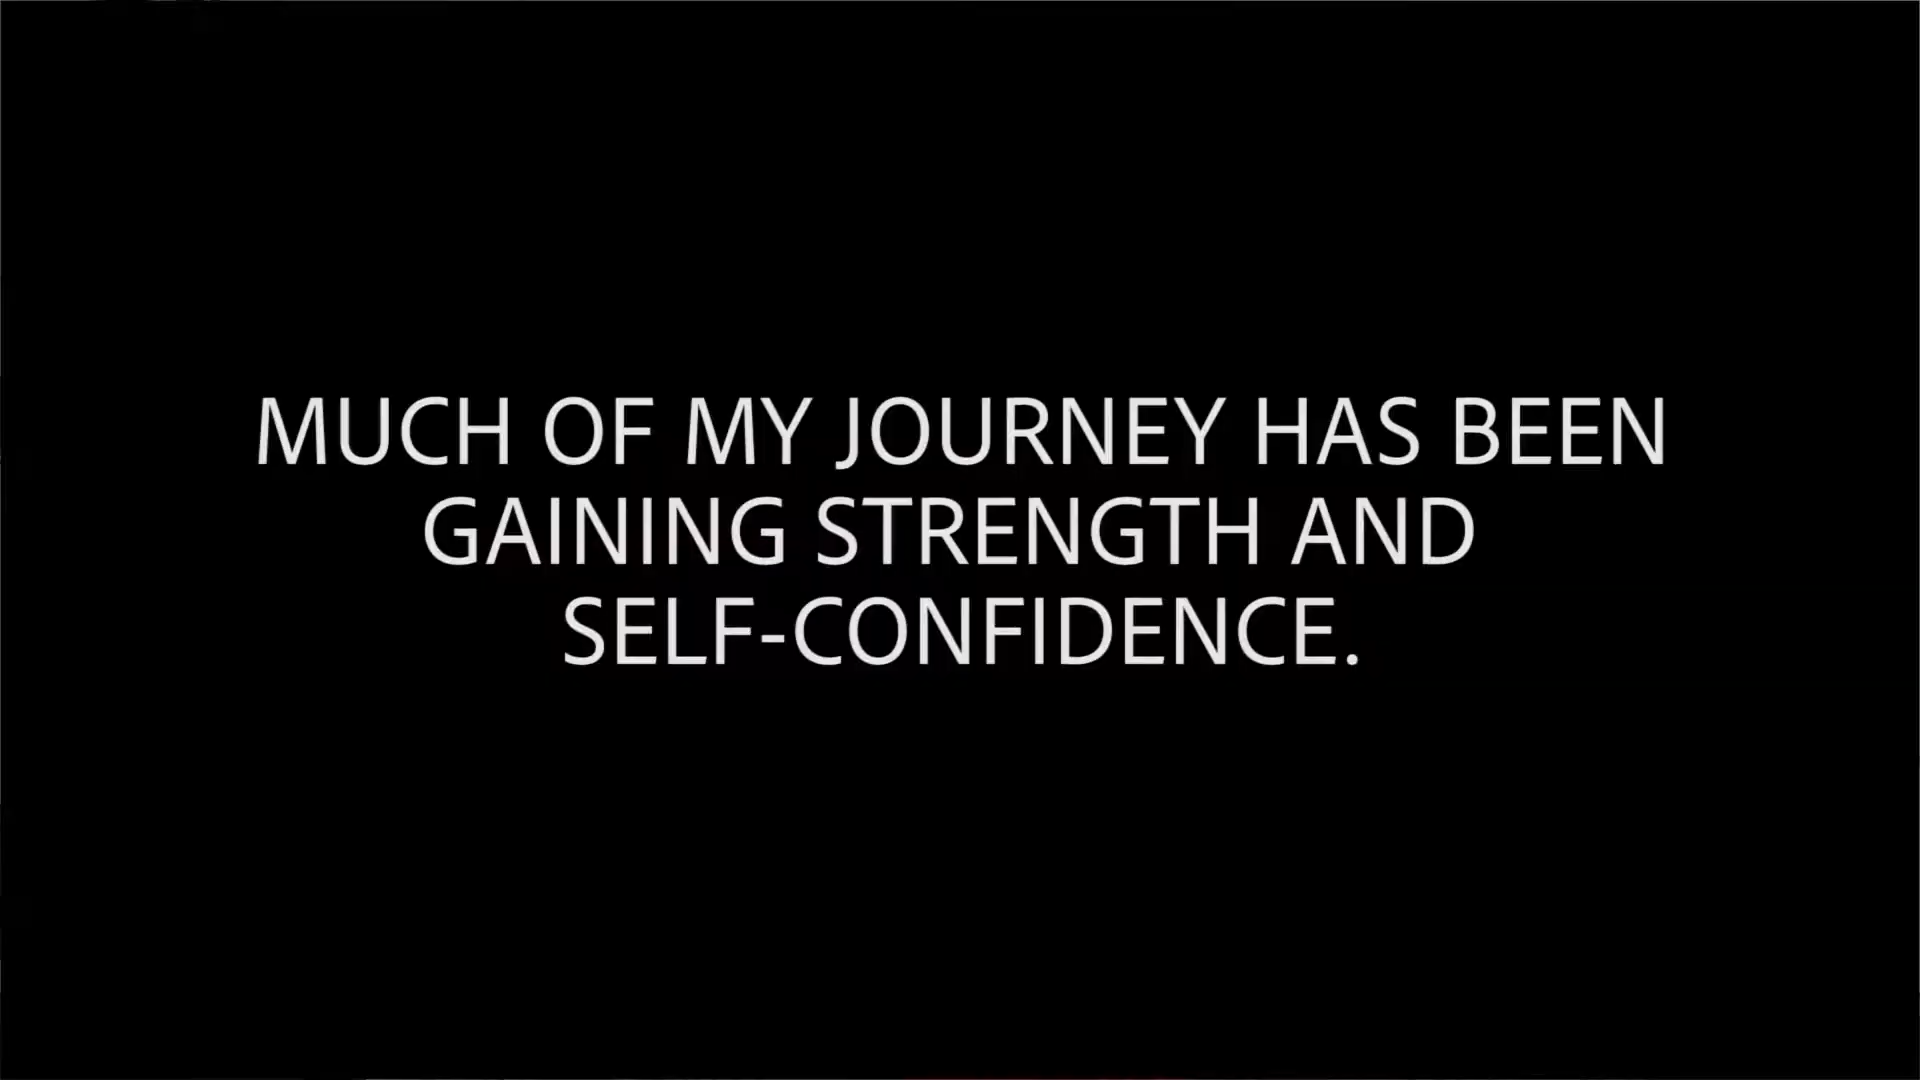 MUCH OF MY JOURNEY HAS BEEN
GAINING STRENGTH AND
SELF-CONFIDENCE.